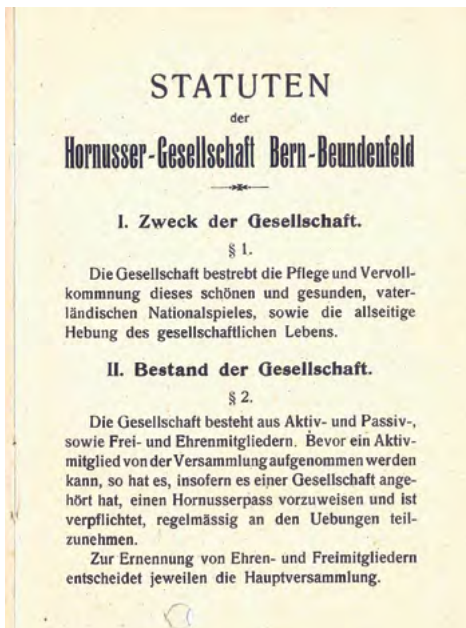 STATUTEN
der
Hornusser-Gesellschaft Bern-Beundenfeld
I. Zweck der Gesellschaft.
§ 1.
Die Gesellschaft bestrebt die Pflege und Vervoll-
kommnung dieses schönen und gesunden, vater-
ländischen Nationalspieles, sowie die allseitige
Hebung des gesellschaftlichen Lebens.
II. Bestand der Gesellschaft.
§ 2.
Die Gesellschaft besteht aus Aktiv- und Passiv-,
sowie Frei- und Ehrenmitgliedern. Bevor ein Aktiv-
mitglied von der Versammlung aufgenommen werden
kann, so hat es, insofern es einer Gesellschaft ange-
hört hat, einen Hornusserpass vorzuweisen und ist
verpflichtet, regelmässig an den Uebungen teil-
zunehmen.
Zur Ernennung von Ehren- und Freimitgliedern
entscheidet jeweilen die Hauptversammlung.